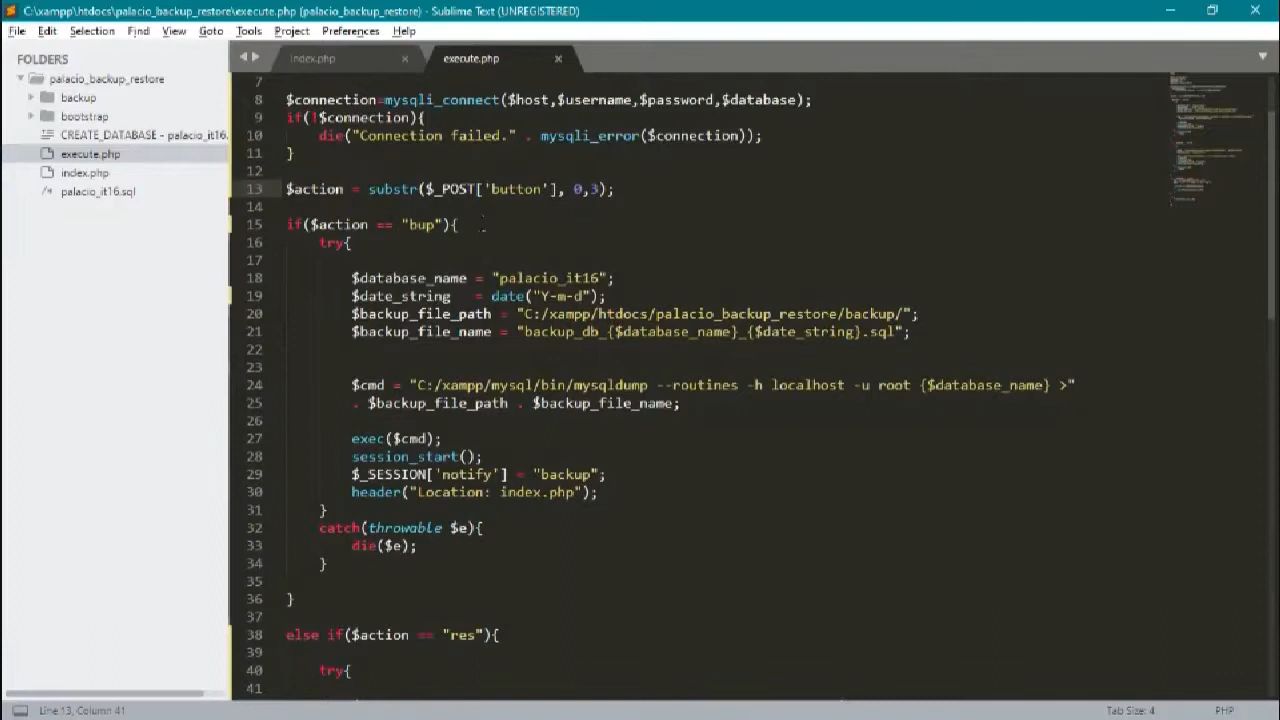 C:\xampp\htdocs\palacio_backup_restore\execute.php (palacio_backup_restore) - Sublime Text (UNREGISTERED)
File Edit Selection Find View Goto Tools Project Preferences Help
FOLDERS
palacio_backup_restore
backup
bootstrap
CREATE_DATABASE - palacio_it16.
execute.php
index.php
palacio_it16.sql
index.php × execute.php ×
7
8 $connection=mysqli_connect($host,$username,$password,$database);
9 if(!$connection){
10 die("Connection failed." . mysqli_error($connection));
11 }
12
13 $action = substr($_POST['button'], 0,3);
14
15 if($action == "bup"){
16 try{
17
18 $database_name = "palacio_it16";
19 $date_string = date("Y-m-d");
20 $backup_file_path = "C:/xampp/htdocs/palacio_backup_restore/backup/";
21 $backup_file_name = "backup_db_{$database_name}_{$date_string}.sql";
22
23
24 $cmd = "C:/xampp/mysql/bin/mysqldump --routines -h localhost -u root {$database_name} >"
25 . $backup_file_path . $backup_file_name;
26
27 exec($cmd);
28 session_start();
29 $_SESSION['notify'] = "backup";
30 header("Location: index.php");
31 }
32 catch(throwable $e){
33 die($e);
34 }
35
36 }
37
38 else if($action == "res"){
39
40 try{
41
Line 13, Column 41 Tab Size: 4 PHP